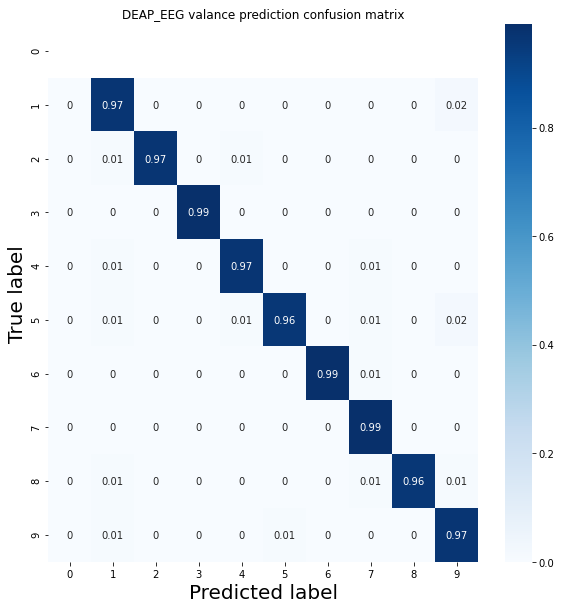 DEAP_EEG valance prediction confusion matrix
0
1 0 0.97 0 0 0 0 0 0 0 0.02
2 0 0.01 0.97 0 0.01 0 0 0 0 0
3 0 0 0 0.99 0 0 0 0 0 0
4 0 0.01 0 0 0.97 0 0 0.01 0 0
5 0 0.01 0 0 0.01 0.96 0 0.01 0 0.02
6 0 0 0 0 0 0 0.99 0.01 0 0
7 0 0 0 0 0 0 0 0.99 0 0
8 0 0.01 0 0 0 0 0 0.01 0.96 0.01
9 0 0.01 0 0 0 0.01 0 0 0 0.97
0 1 2 3 4 5 6 7 8 9
True label
Predicted label
0.8
0.6
0.4
0.2
0.0